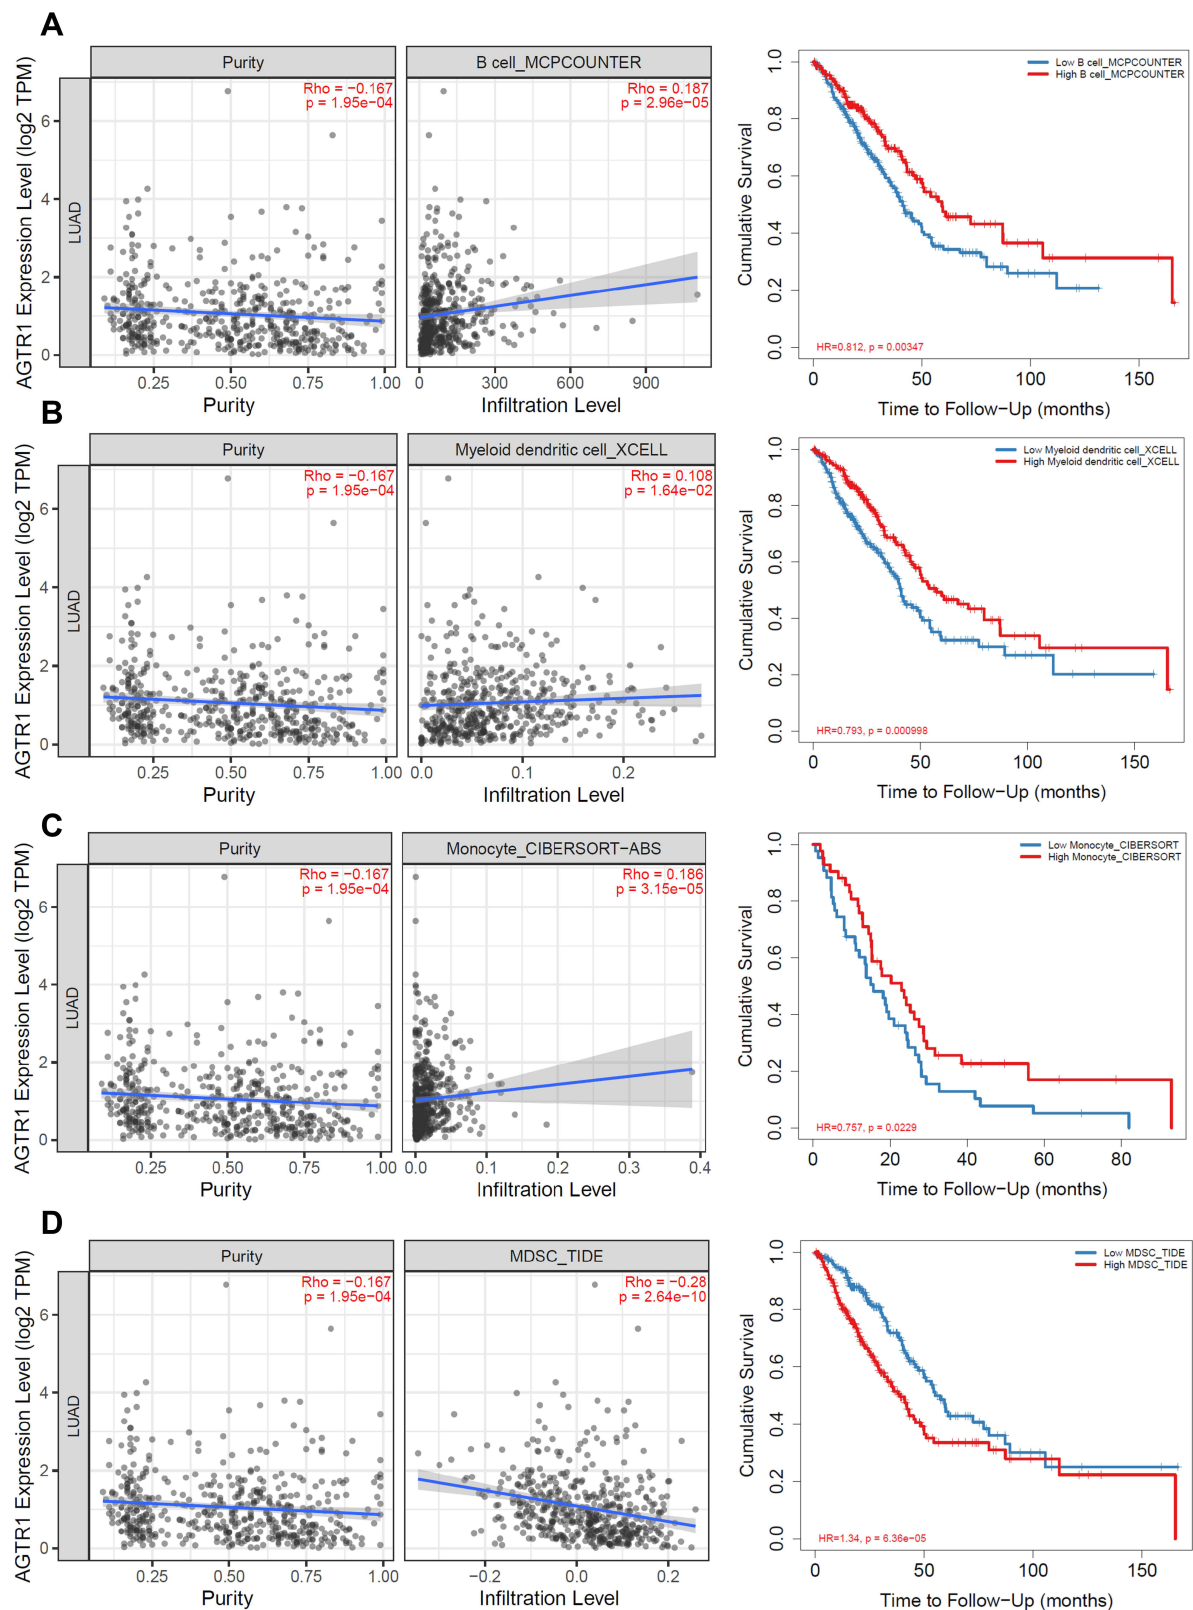 A
Purity
B cell_MCPCOUNTER
AGTR1 Expression Level (log2 TPM)
LUAD
Rho = −0.167
p = 1.95e−04
Rho = 0.187
p = 2.96e−05
6
4
2
0
0.25
0.50
0.75
1.00
Purity
0
300
600
900
Infiltration Level
Low B cell_MCPCOUNTER
High B cell_MCPCOUNTER
Cumulative Survival
1.0
0.8
0.6
0.4
0.2
0.0
HR=0.812, p = 0.00347
0
50
100
150
Time to Follow−Up (months)
B
Purity
Myeloid dendritic cell_XCELL
AGTR1 Expression Level (log2 TPM)
LUAD
Rho = −0.167
p = 1.95e−04
Rho = 0.108
p = 1.64e−02
6
4
2
0
0.25
0.50
0.75
1.00
Purity
0.0
0.1
0.2
Infiltration Level
Low Myeloid dendritic cell_XCELL
High Myeloid dendritic cell_XCELL
Cumulative Survival
1.0
0.8
0.6
0.4
0.2
0.0
HR=0.793, p = 0.000998
0
50
100
150
Time to Follow−Up (months)
C
Purity
Monocyte_CIBERSORT−ABS
AGTR1 Expression Level (log2 TPM)
LUAD
Rho = −0.167
p = 1.95e−04
Rho = 0.186
p = 3.15e−05
6
4
2
0
0.25
0.50
0.75
1.00
Purity
0.0
0.1
0.2
0.3
0.4
Infiltration Level
Low Monocyte_CIBERSORT
High Monocyte_CIBERSORT
Cumulative Survival
1.0
0.8
0.6
0.4
0.2
0.0
HR=0.757, p = 0.0229
0
20
40
60
80
Time to Follow−Up (months)
D
Purity
MDSC_TIDE
AGTR1 Expression Level (log2 TPM)
LUAD
Rho = −0.167
p = 1.95e−04
Rho = −0.28
p = 2.64e−10
6
4
2
0
0.25
0.50
0.75
1.00
Purity
−0.2
0.0
0.2
Infiltration Level
Low MDSC_TIDE
High MDSC_TIDE
Cumulative Survival
1.0
0.8
0.6
0.4
0.2
0.0
HR=1.34, p = 6.36e−05
0
50
100
150
Time to Follow−Up (months)